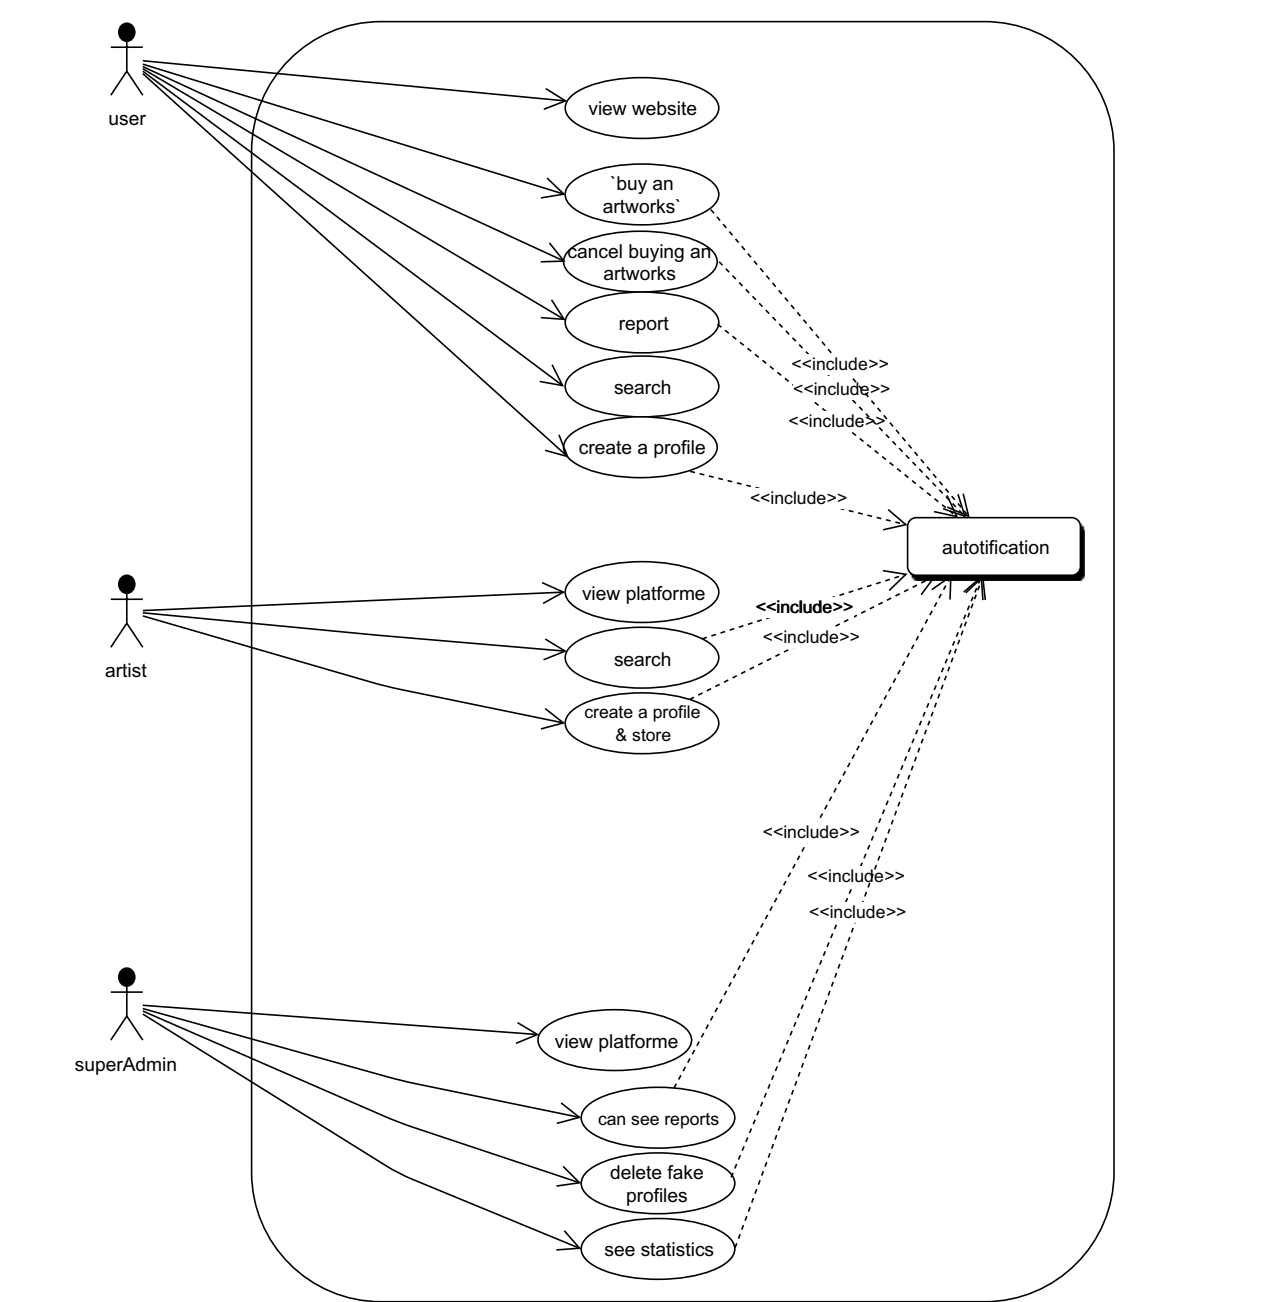 user
view website
`buy an
artworks`
cancel buying an
artworks
report
search
create a profile
<<include>>
<<include>>
<<include>>
<<include>>
autotification
artist
view platforme
search
create a profile
& store
<<include>>
<<include>>
<<include>>
<<include>>
<<include>>
superAdmin
view platforme
can see reports
delete fake
profiles
see statistics